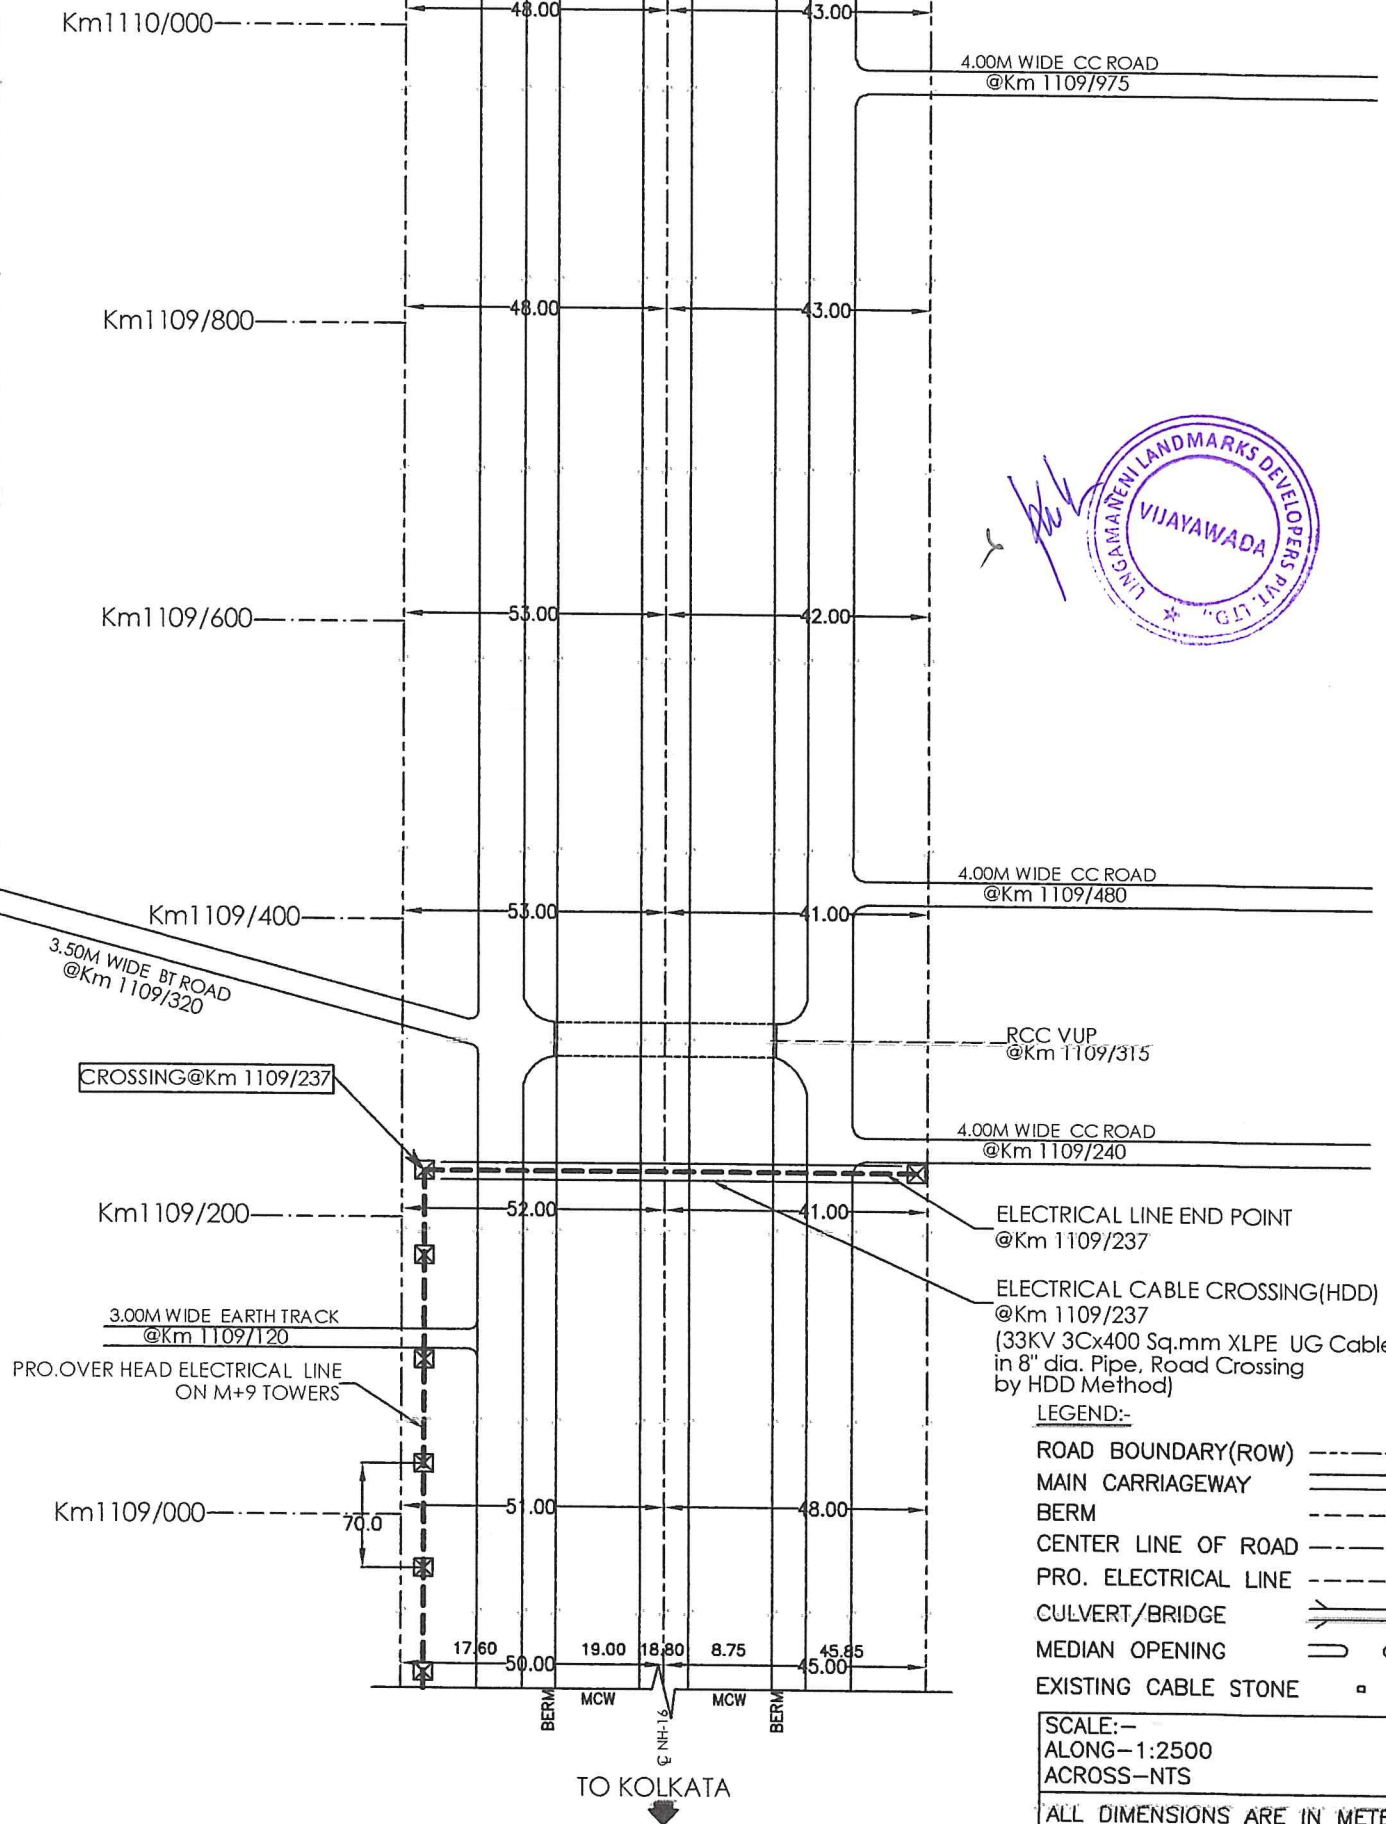 48.00
43.00
Km1110/000
4.00M WIDE CC ROAD
@Km 1109/975
48.00
43.00
Km1109/800
LINGAMANENI LANDMARKS DEVELOPERS PVT. LTD.,
VIJAYAWADA
53.00
42.00
Km1109/600
4.00M WIDE CC ROAD
@Km 1109/480
53.00
41.00
Km1109/400
3.50M WIDE BT ROAD
@Km 1109/320
RCC VUP
@Km 1109/315
CROSSING@Km 1109/237
4.00M WIDE CC ROAD
@Km 1109/240
52.00
41.00
Km1109/200
ELECTRICAL LINE END POINT
@Km 1109/237
ELECTRICAL CABLE CROSSING(HDD)
@Km 1109/237
(33KV 3Cx400 Sq.mm XLPE UG Cable
in 8" dia. Pipe, Road Crossing
by HDD Method)
3.00M WIDE EARTH TRACK
@Km 1109/120
PRO.OVER HEAD ELECTRICAL LINE
ON M+9 TOWERS
51.00
48.00
Km1109/000
70.0
17.60
19.00
18.80
8.75
45.85
50.00
45.00
BERM
MCW
NH-16
MCW
BERM
TO KOLKATA
LEGEND:-
ROAD BOUNDARY(ROW)
MAIN CARRIAGEWAY
BERM
CENTER LINE OF ROAD
PRO. ELECTRICAL LINE
CULVERT/BRIDGE
MEDIAN OPENING
EXISTING CABLE STONE
SCALE:-
ALONG-1:2500
ACROSS-NTS
ALL DIMENSIONS ARE IN METE